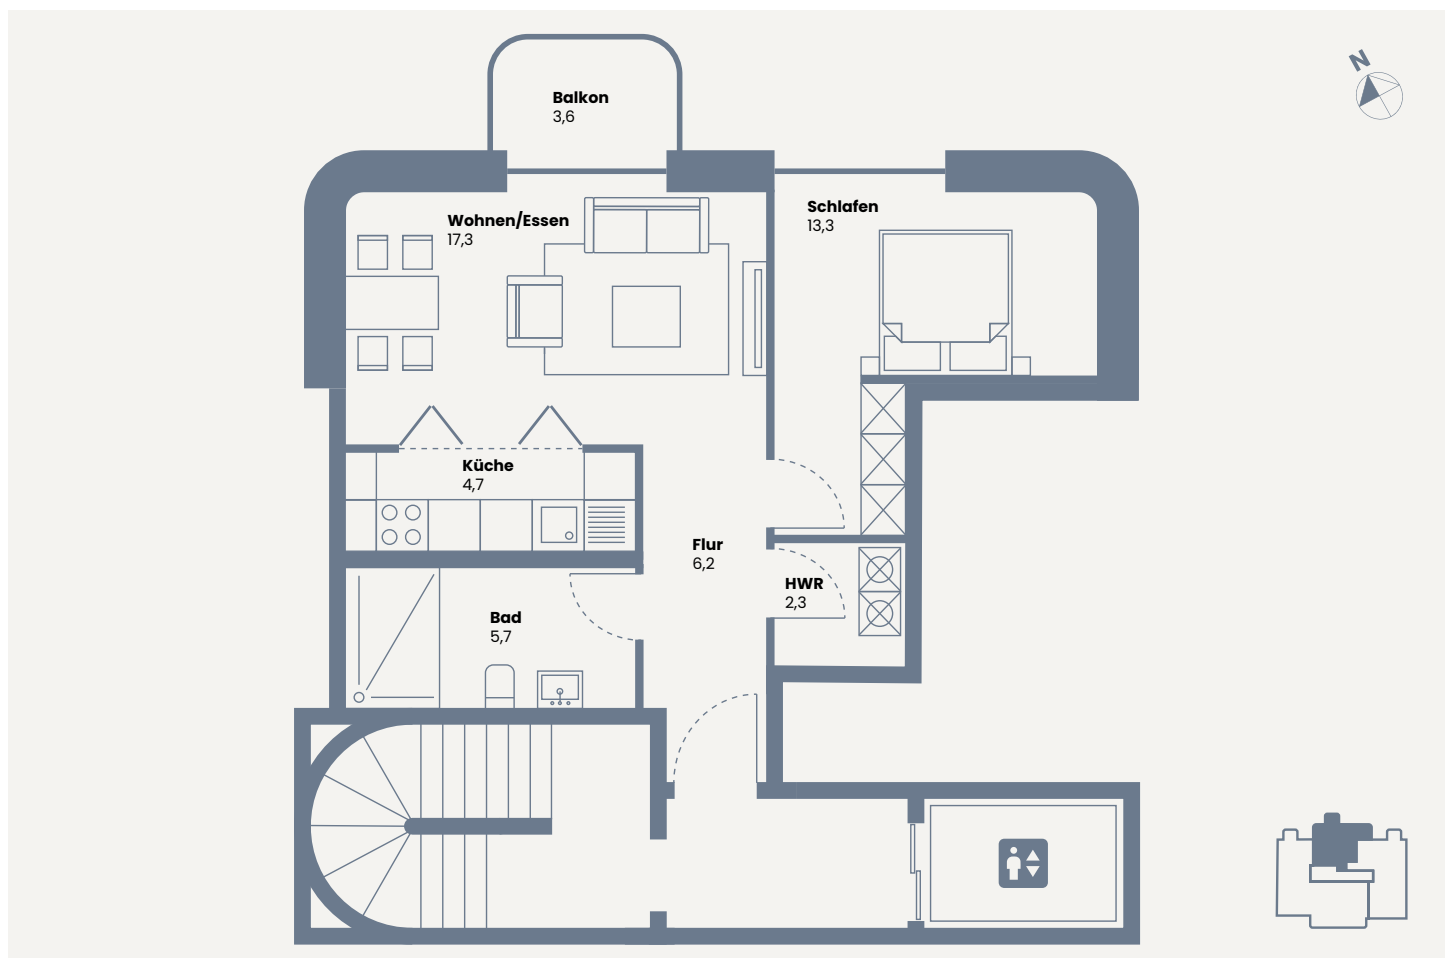 N
Balkon
3,6
Wohnen/Essen
17,3
Schlafen
13,3
Küche
4,7
Flur
6,2
HWR
2,3
Bad
5,7